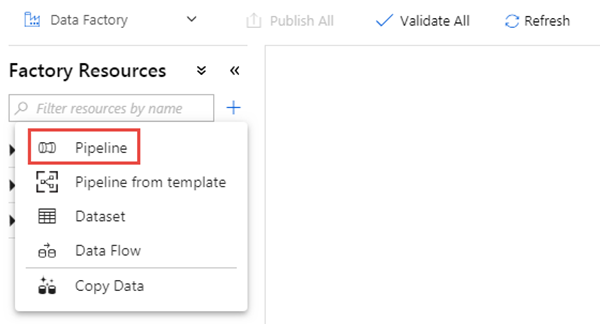 Data Factory
Publish All
Validate All
Refresh
Factory Resources
Filter resources by name
Pipeline
Pipeline from template
Dataset
Data Flow
Copy Data